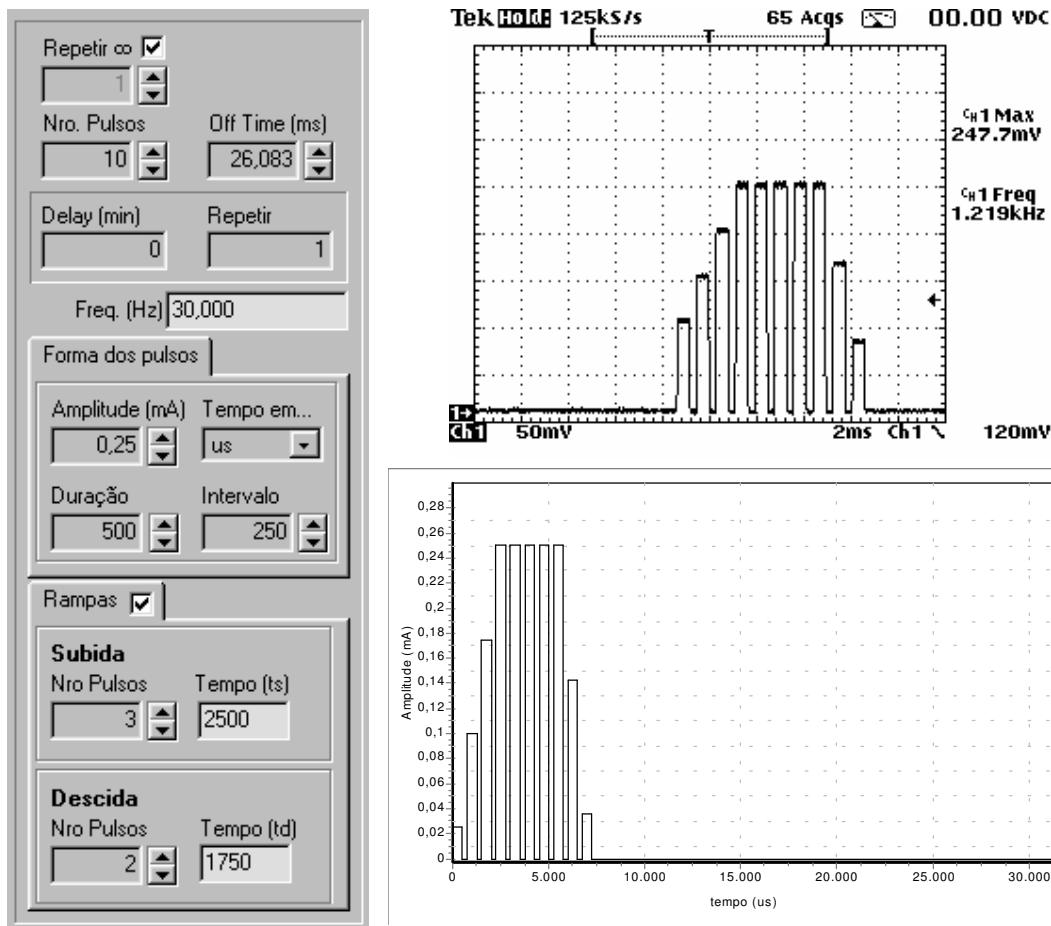 Repetir ∞
1
Nro. Pulsos Off Time (ms)
10 26,083
Delay (min) Repetir
0 1
Freq. (Hz) 30,000
Forma dos pulsos
Amplitude (mA) Tempo em...
0,25 us
Duração Intervalo
500 250
Rampas
Subida
Nro Pulsos Tempo (ts)
3 2500
Descida
Nro Pulsos Tempo (td)
2 1750
Tek Hold: 125kS/s 65 Acqs 00.00 VDC
T
CH1 Max
247.7mV
CH1 Freq
1.219kHz
1→
Ch1 50mV 2ms Ch1 120mV
0,28
0,26
0,24
0,22
0,2
0,18
0,16
0,14
0,12
0,1
0,08
0,06
0,04
0,02
0
Amplitude (mA)
0 5.000 10.000 15.000 20.000 25.000 30.000
tempo (us)